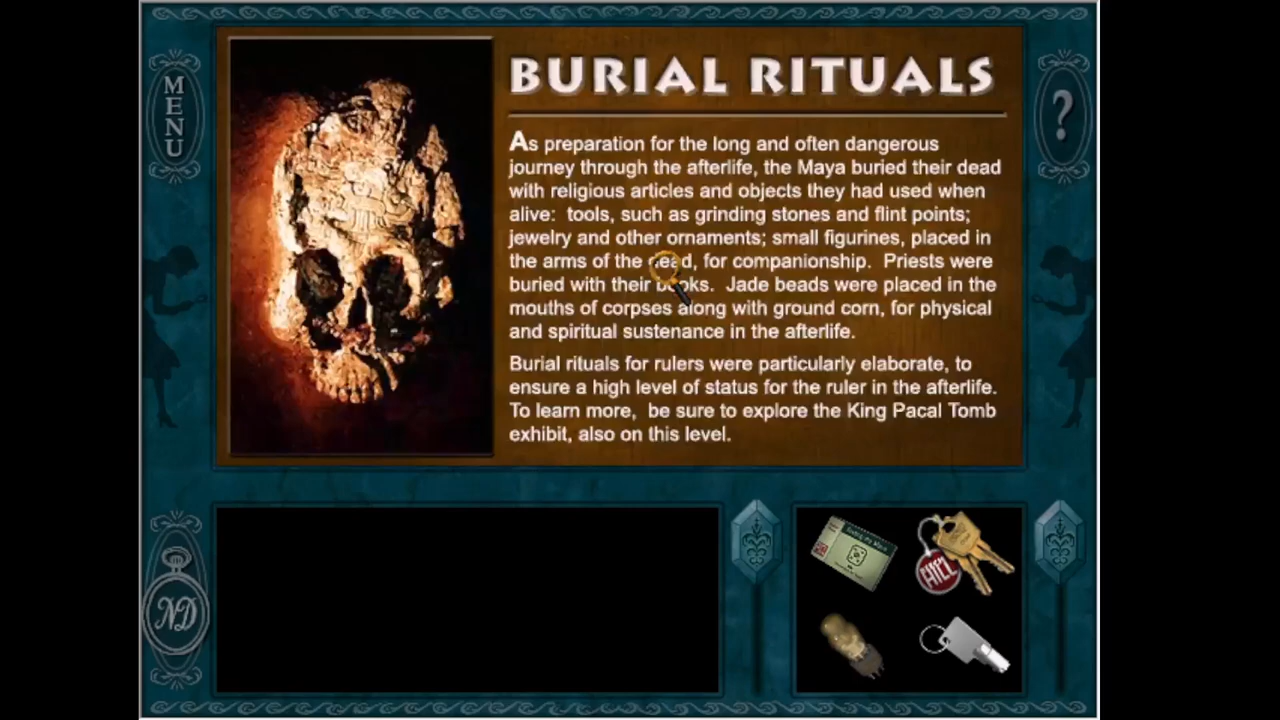 MENU
BURIAL RITUALS
?
As preparation for the long and often dangerous
journey through the afterlife, the Maya buried their dead
with religious articles and objects they had used when
alive:  tools, such as grinding stones and flint points;
jewelry and other ornaments; small figurines, placed in
the arms of the dead, for companionship.  Priests were
buried with their books.  Jade beads were placed in the
mouths of corpses along with ground corn, for physical
and spiritual sustenance in the afterlife.
Burial rituals for rulers were particularly elaborate, to
ensure a high level of status for the ruler in the afterlife.
To learn more,  be sure to explore the King Pacal Tomb
exhibit, also on this level.
ND